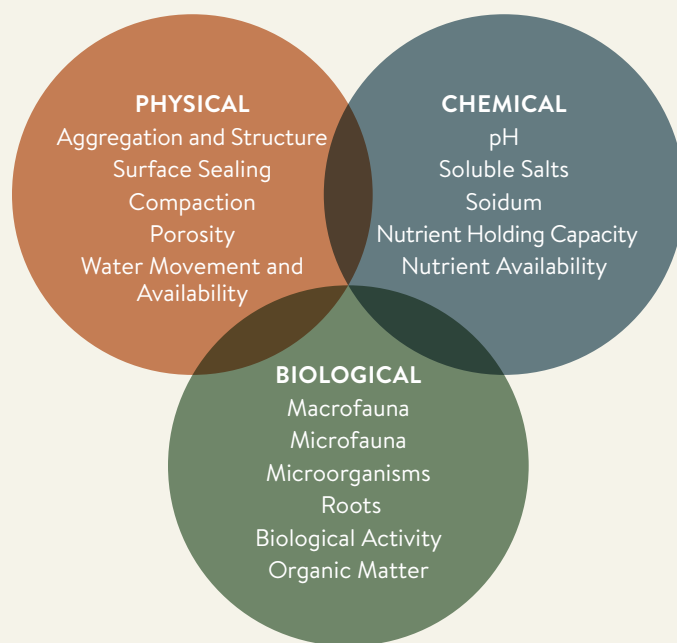 PHYSICAL
Aggregation and Structure
Surface Sealing
Compaction
Porosity
Water Movement and
Availability
CHEMICAL
pH
Soluble Salts
Soidum
Nutrient Holding Capacity
Nutrient Availability
BIOLOGICAL
Macrofauna
Microfauna
Microorganisms
Roots
Biological Activity
Organic Matter